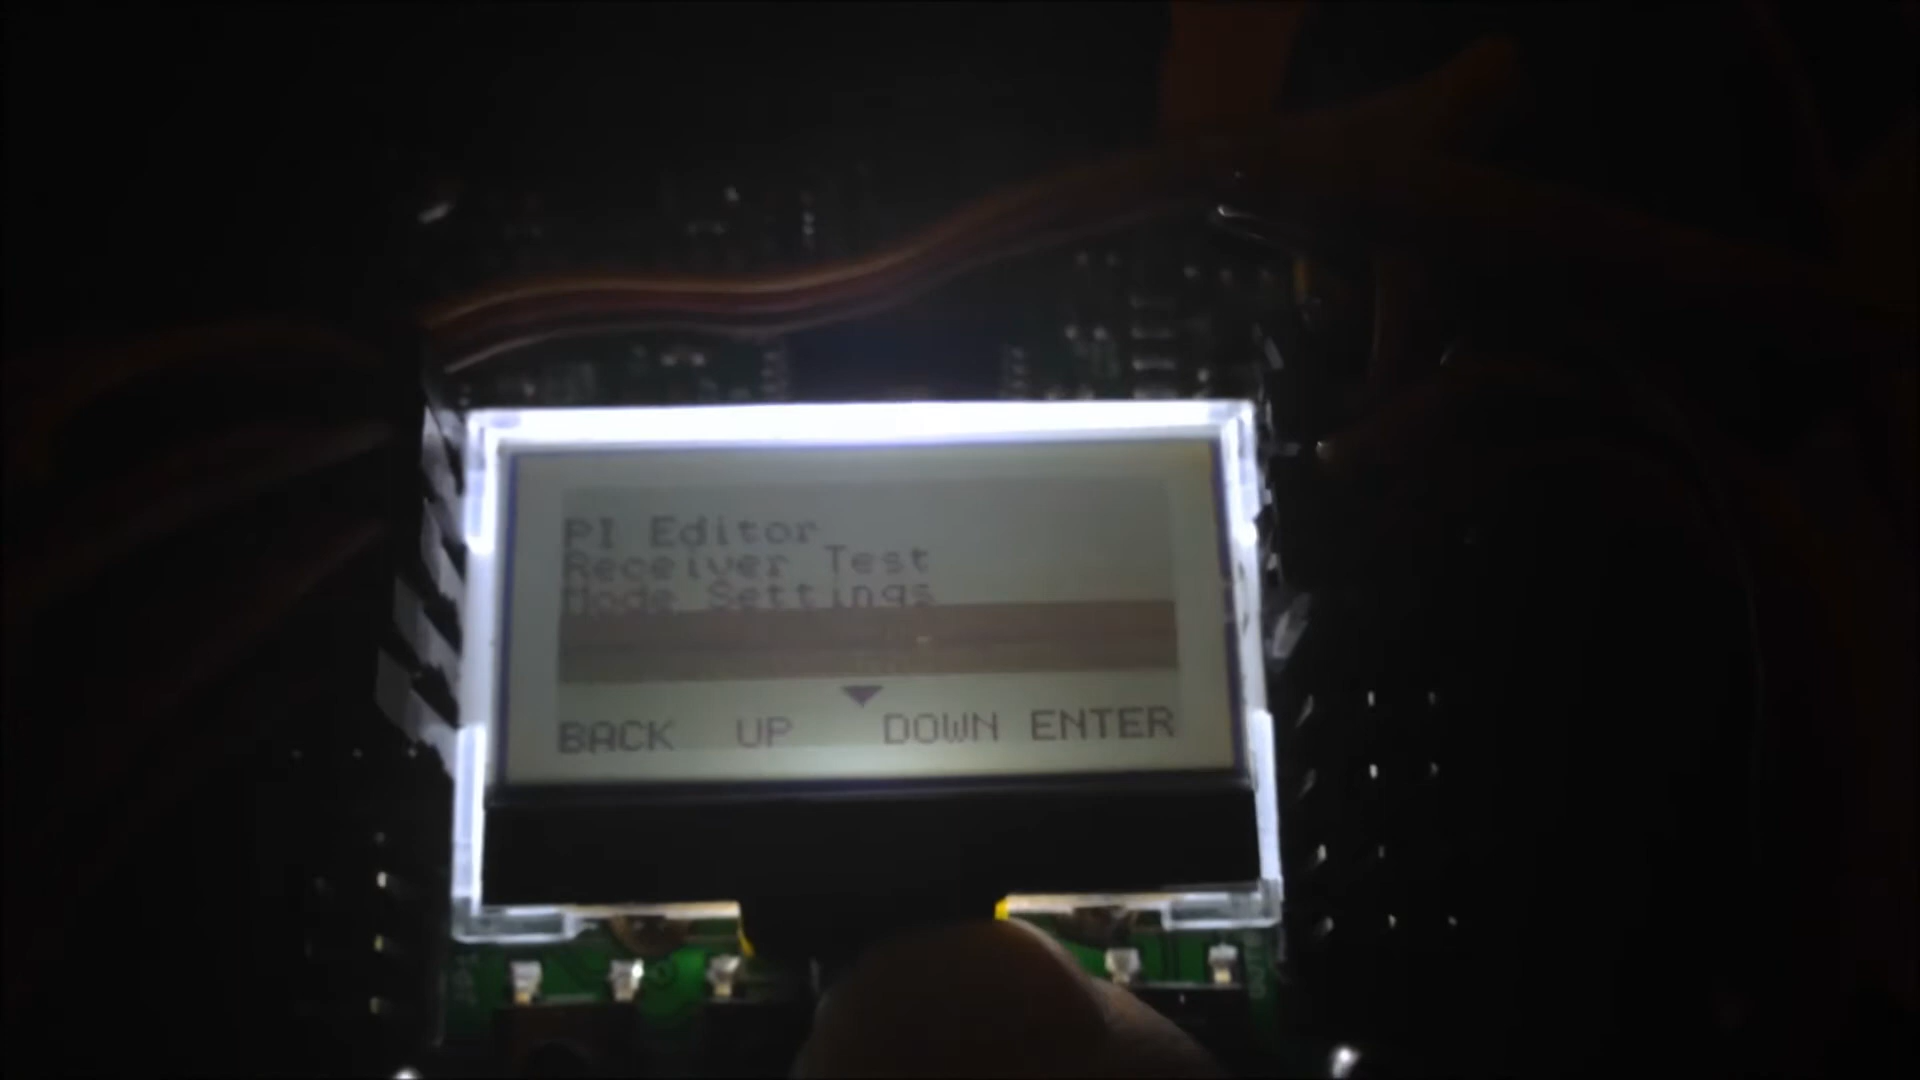 PI Editor
Receiver Test
Mode Settings
BACK UP DOWN ENTER